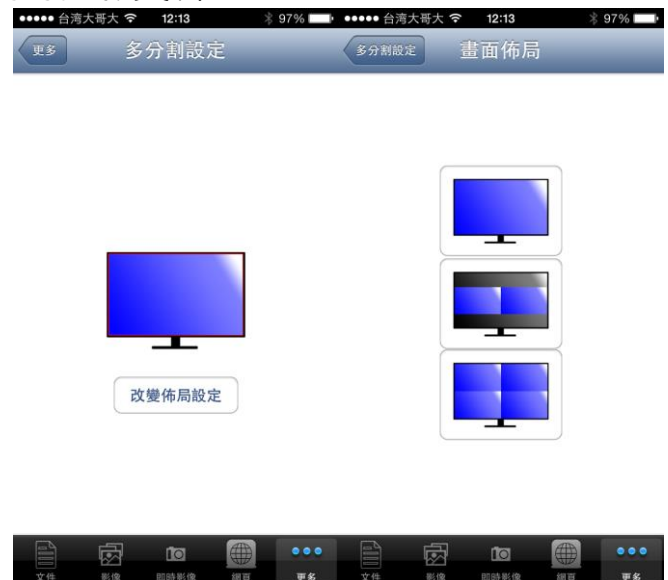 台湾大哥大 12:13 97%
更多 多分割設定
改變佈局設定
文件 影像 即時影像 網頁 更多
台湾大哥大 12:13 97%
多分割設定 畫面佈局
文件 影像 即時影像 網頁 更多